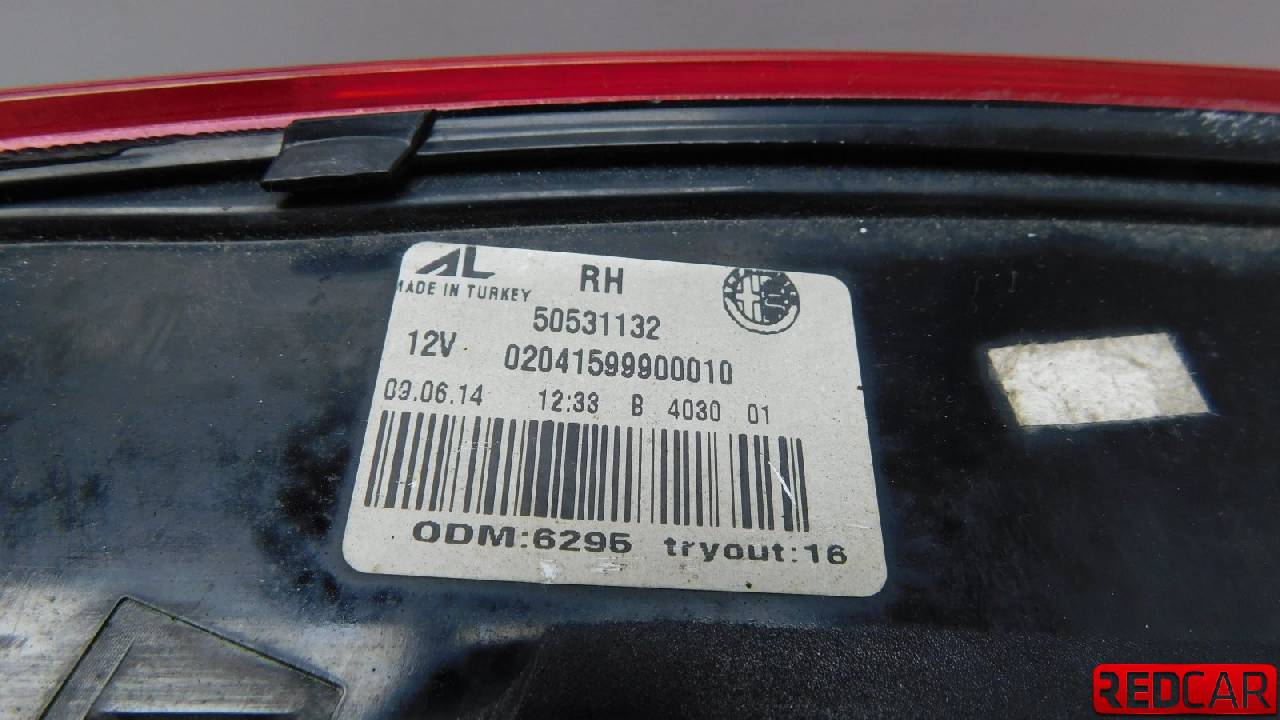 AL
RH
MADE IN TURKEY
50531132
12V 02041599900010
09.06.14 12:33 B 4030 01
ODM:6295 tryout:16
REDCAR